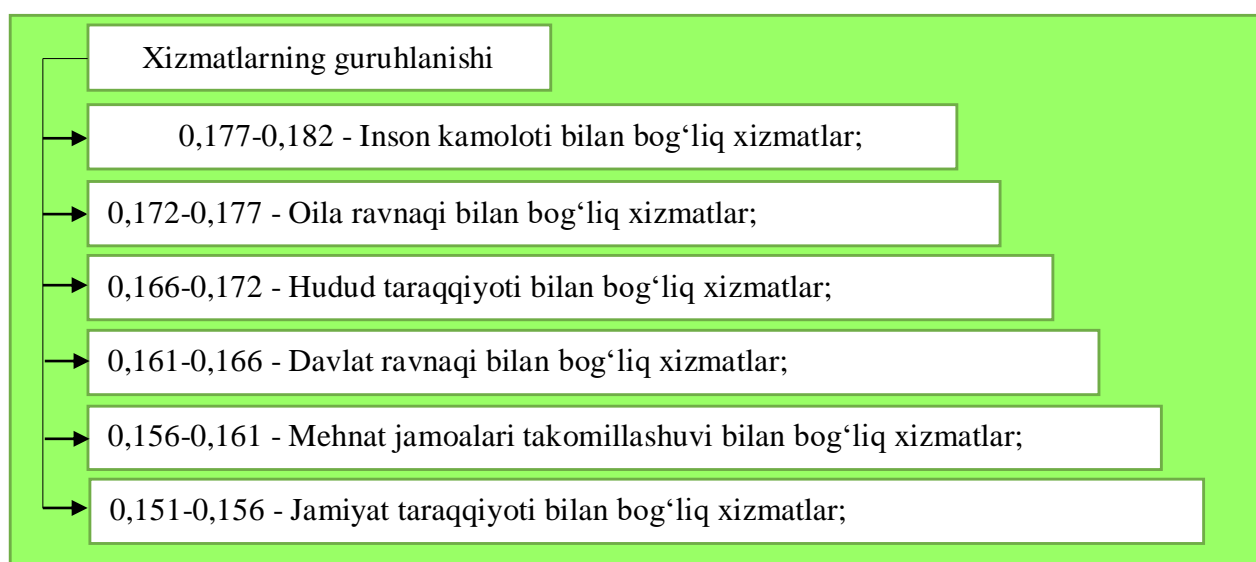 Xizmatlarning guruhlanishi
0,177-0,182 - Inson kamoloti bilan bog‘liq xizmatlar;
0,172-0,177 - Oila ravnaqi bilan bog‘liq xizmatlar;
0,166-0,172 - Hudud taraqqiyoti bilan bog‘liq xizmatlar;
0,161-0,166 - Davlat ravnaqi bilan bog‘liq xizmatlar;
0,156-0,161 - Mehnat jamoalari takomillashuvi bilan bog‘liq xizmatlar;
0,151-0,156 - Jamiyat taraqqiyoti bilan bog‘liq xizmatlar;